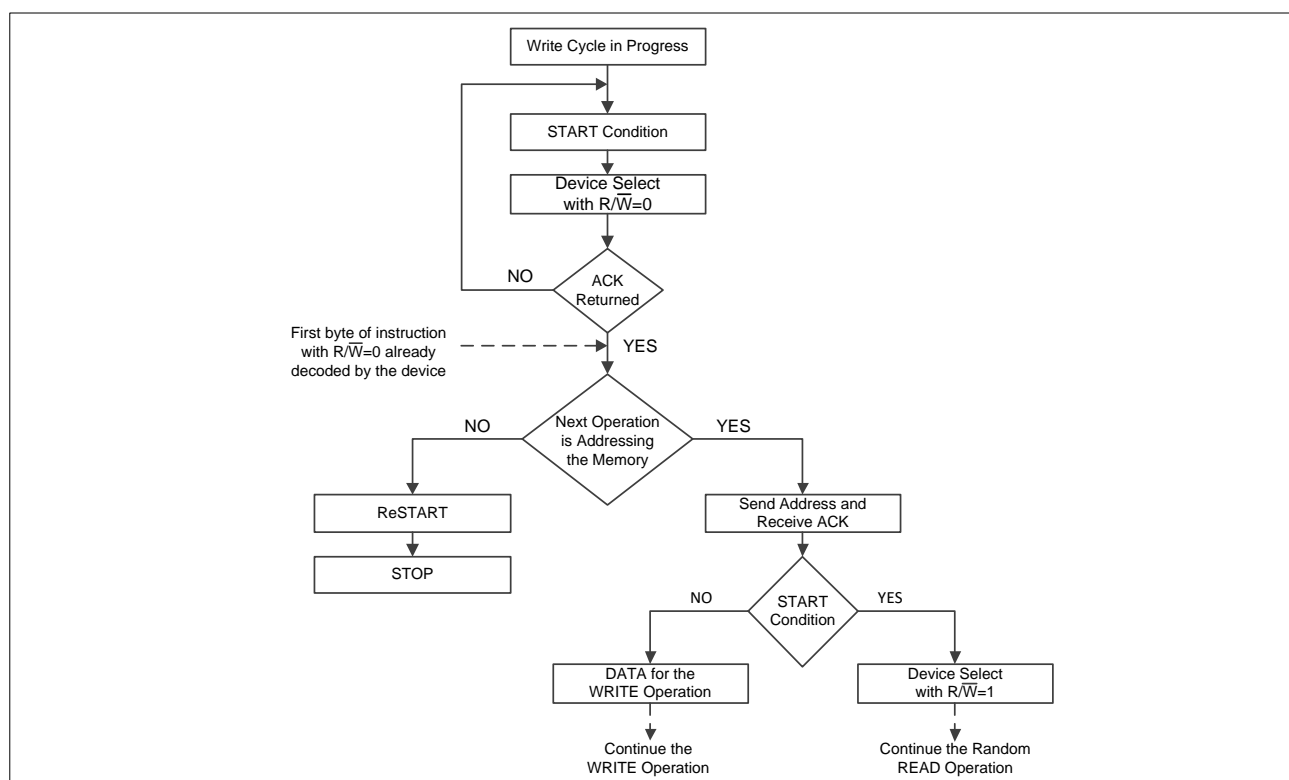 Write Cycle in Progress
START Condition
Device Select
with R/W̅=0
NO
ACK
Returned
First byte of instruction
with R/W̅=0 already
decoded by the device
YES
NO
Next Operation
is Addressing
the Memory
YES
ReSTART
Send Address and
Receive ACK
STOP
NO
START
Condition
YES
DATA for the
WRITE Operation
Device Select
with R/W̅=1
Continue the
WRITE Operation
Continue the Random
READ Operation